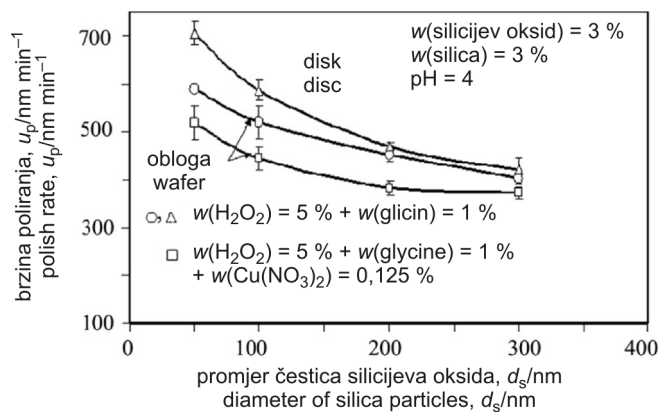 brzina poliranja, uₚ/nm min⁻¹
polish rate, uₚ/nm min⁻¹
700
500
300
100
w(silicijev oksid) = 3 %
w(silica) = 3 %
pH = 4
disk
disc
obloga
wafer
○, △ w(H₂O₂) = 5 % + w(glicin) = 1 %
□ w(H₂O₂) = 5 % + w(glycine) = 1 %
+ w(Cu(NO₃)₂) = 0,125 %
0 100 200 300 400
promjer čestica silicijeva oksida, dₛ/nm
diameter of silica particles, dₛ/nm